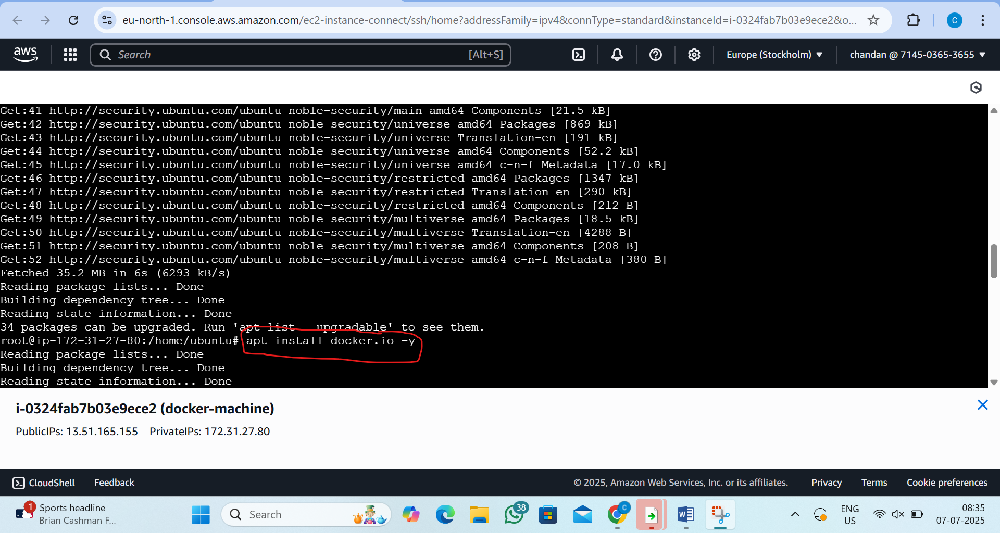 eu-north-1.console.aws.amazon.com/ec2-instance-connect/ssh/home?addressFamily=ipv4&connType=standard&instanceId=i-0324fab7b03e9ece2&o...
C
aws
Search
[Alt+S]
Europe (Stockholm)
chandan @ 7145-0365-3655
Get:41 http://security.ubuntu.com/ubuntu noble-security/main amd64 Components [21.5 kB]
Get:42 http://security.ubuntu.com/ubuntu noble-security/universe amd64 Packages [869 kB]
Get:43 http://security.ubuntu.com/ubuntu noble-security/universe Translation-en [191 kB]
Get:44 http://security.ubuntu.com/ubuntu noble-security/universe amd64 Components [52.2 kB]
Get:45 http://security.ubuntu.com/ubuntu noble-security/universe amd64 c-n-f Metadata [17.0 kB]
Get:46 http://security.ubuntu.com/ubuntu noble-security/restricted amd64 Packages [1347 kB]
Get:47 http://security.ubuntu.com/ubuntu noble-security/restricted Translation-en [290 kB]
Get:48 http://security.ubuntu.com/ubuntu noble-security/restricted amd64 Components [212 B]
Get:49 http://security.ubuntu.com/ubuntu noble-security/multiverse amd64 Packages [18.5 kB]
Get:50 http://security.ubuntu.com/ubuntu noble-security/multiverse Translation-en [4288 B]
Get:51 http://security.ubuntu.com/ubuntu noble-security/multiverse amd64 Components [208 B]
Get:52 http://security.ubuntu.com/ubuntu noble-security/multiverse amd64 c-n-f Metadata [380 B]
Fetched 35.2 MB in 6s (6293 kB/s)
Reading package lists... Done
Building dependency tree... Done
Reading state information... Done
34 packages can be upgraded. Run 'apt list --upgradable' to see them.
root@ip-172-31-27-80:/home/ubuntu# apt install docker.io -y
Reading package lists... Done
Building dependency tree... Done
Reading state information... Done
i-0324fab7b03e9ece2 (docker-machine)
PublicIPs: 13.51.165.155 PrivateIPs: 172.31.27.80
CloudShell Feedback
© 2025, Amazon Web Services, Inc. or its affiliates. Privacy Terms Cookie preferences
1
Sports headline
Brian Cashman F...
Search
38
C
W
ENG
US
08:35
07-07-2025